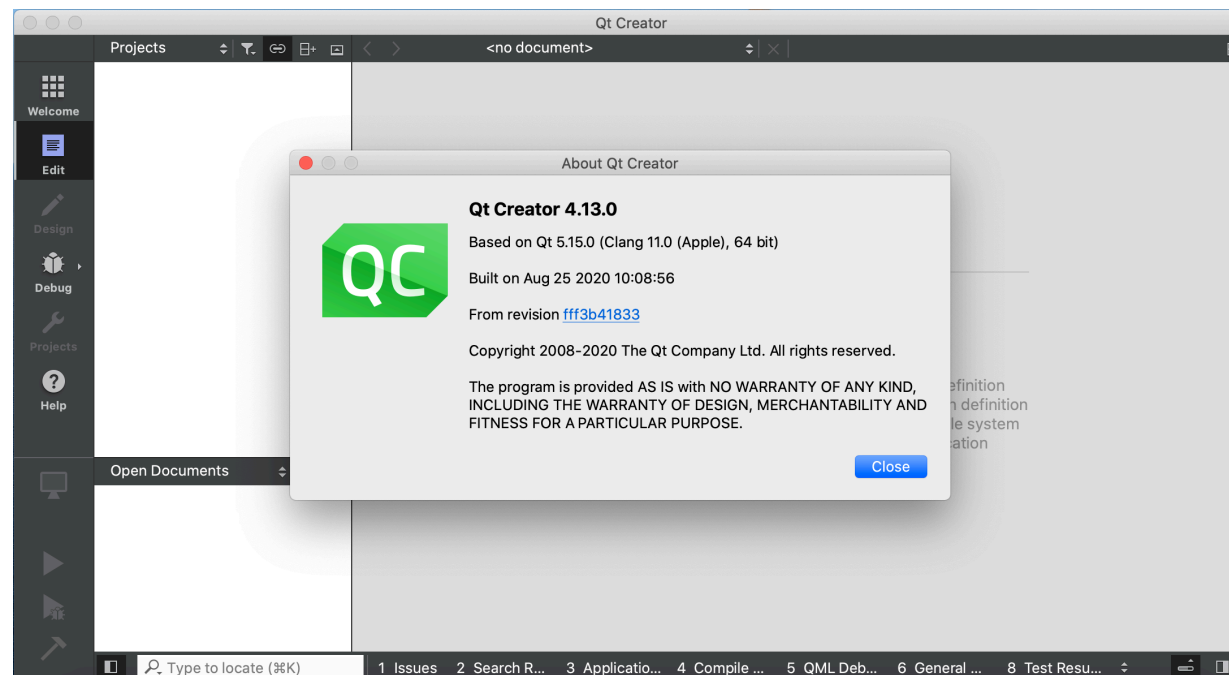 Qt Creator
Projects
<no document>
Welcome
Edit
Design
Debug
Projects
Help
About Qt Creator
QC
Qt Creator 4.13.0
Based on Qt 5.15.0 (Clang 11.0 (Apple), 64 bit)
Built on Aug 25 2020 10:08:56
From revision fff3b41833
Copyright 2008-2020 The Qt Company Ltd. All rights reserved.
The program is provided AS IS with NO WARRANTY OF ANY KIND,
INCLUDING THE WARRANTY OF DESIGN, MERCHANTABILITY AND
FITNESS FOR A PARTICULAR PURPOSE.
Close
definition
system
Open Documents
Type to locate (⌘K)
1 Issues 2 Search R... 3 Applicatio... 4 Compile ... 5 QML Deb... 6 General ... 8 Test Resu...